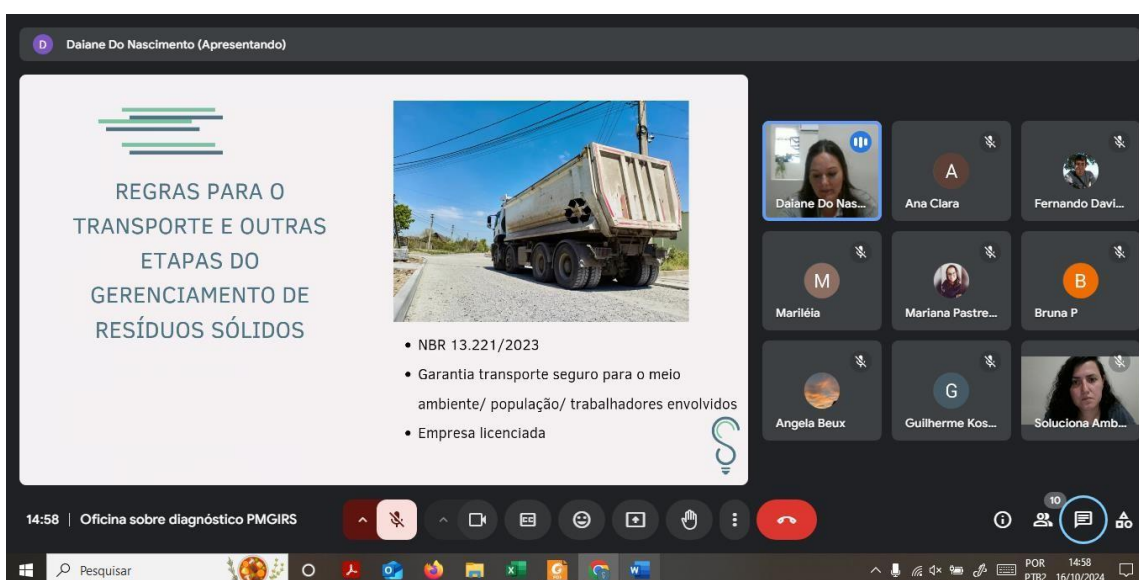 D Daiane Do Nascimento (Apresentando)
REGRAS PARA O
TRANSPORTE E OUTRAS
ETAPAS DO
GERENCIAMENTO DE
RESÍDUOS SÓLIDOS
• NBR 13.221/2023
• Garantia transporte seguro para o meio
ambiente/ população/ trabalhadores envolvidos
• Empresa licenciada
Daiane Do Nas...
A
Ana Clara
Fernando Davi...
M
Mariléia
Mariana Pastre...
B
Bruna P
Angela Beux
G
Guilherme Kos...
Soluciona Amb...
14:58 | Oficina sobre diagnóstico PMGIRS
10
Pesquisar
POR
PTB2
14:58
16/10/2024